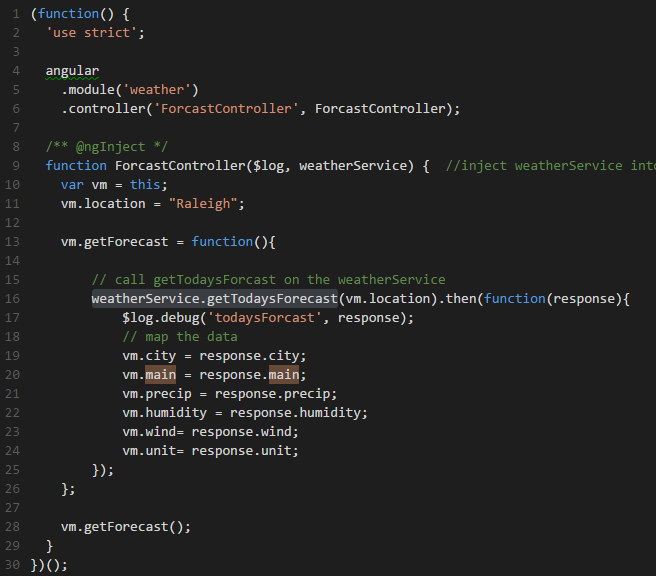 1 (function() {
2 'use strict';
3
4 angular
5 .module('weather')
6 .controller('ForcastController', ForcastController);
7
8 /** @ngInject */
9 function ForcastController($log, weatherService) { //inject weatherService into
10 var vm = this;
11 vm.location = "Raleigh";
12
13 vm.getForecast = function(){
14
15 // call getTodaysForcast on the weatherService
16 weatherService.getTodaysForecast(vm.location).then(function(response){
17 $log.debug('todaysForcast', response);
18 // map the data
19 vm.city = response.city;
20 vm.main = response.main;
21 vm.precip = response.precip;
22 vm.humidity = response.humidity;
23 vm.wind= response.wind;
24 vm.unit= response.unit;
25 });
26 };
27
28 vm.getForecast();
29 }
30 })();